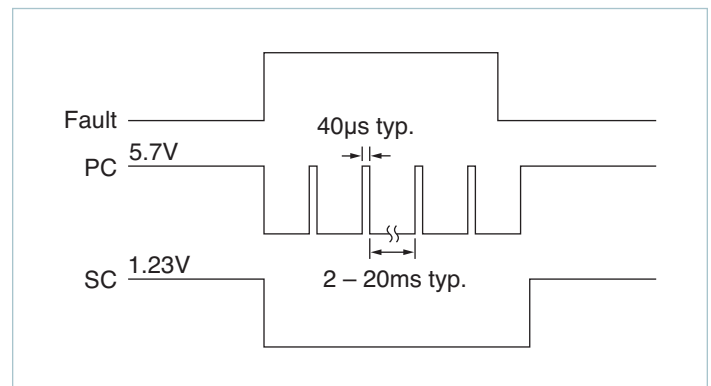 Fault
40µs typ.
5.7V
PC
2 – 20ms typ.
1.23V
SC